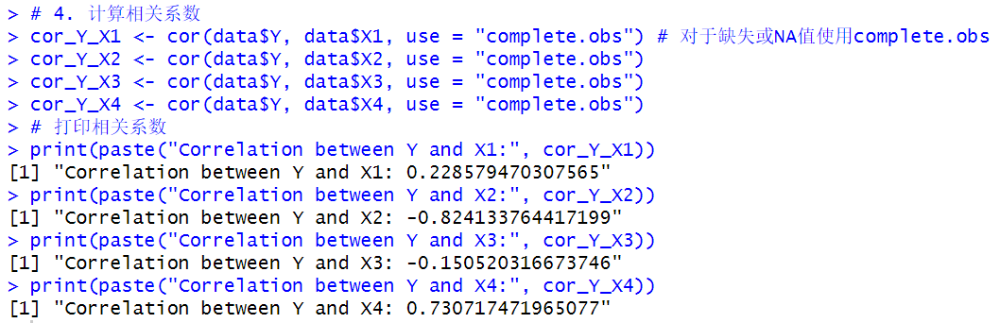 > # 4. 计算相关系数
> cor_Y_X1 <- cor(data$Y, data$X1, use = "complete.obs") # 对于缺失或NA值使用complete.obs
> cor_Y_X2 <- cor(data$Y, data$X2, use = "complete.obs")
> cor_Y_X3 <- cor(data$Y, data$X3, use = "complete.obs")
> cor_Y_X4 <- cor(data$Y, data$X4, use = "complete.obs")
> # 打印相关系数
> print(paste("Correlation between Y and X1:", cor_Y_X1))
[1] "Correlation between Y and X1: 0.228579470307565"
> print(paste("Correlation between Y and X2:", cor_Y_X2))
[1] "Correlation between Y and X2: -0.824133764417199"
> print(paste("Correlation between Y and X3:", cor_Y_X3))
[1] "Correlation between Y and X3: -0.150520316673746"
> print(paste("Correlation between Y and X4:", cor_Y_X4))
[1] "Correlation between Y and X4: 0.730717471965077"